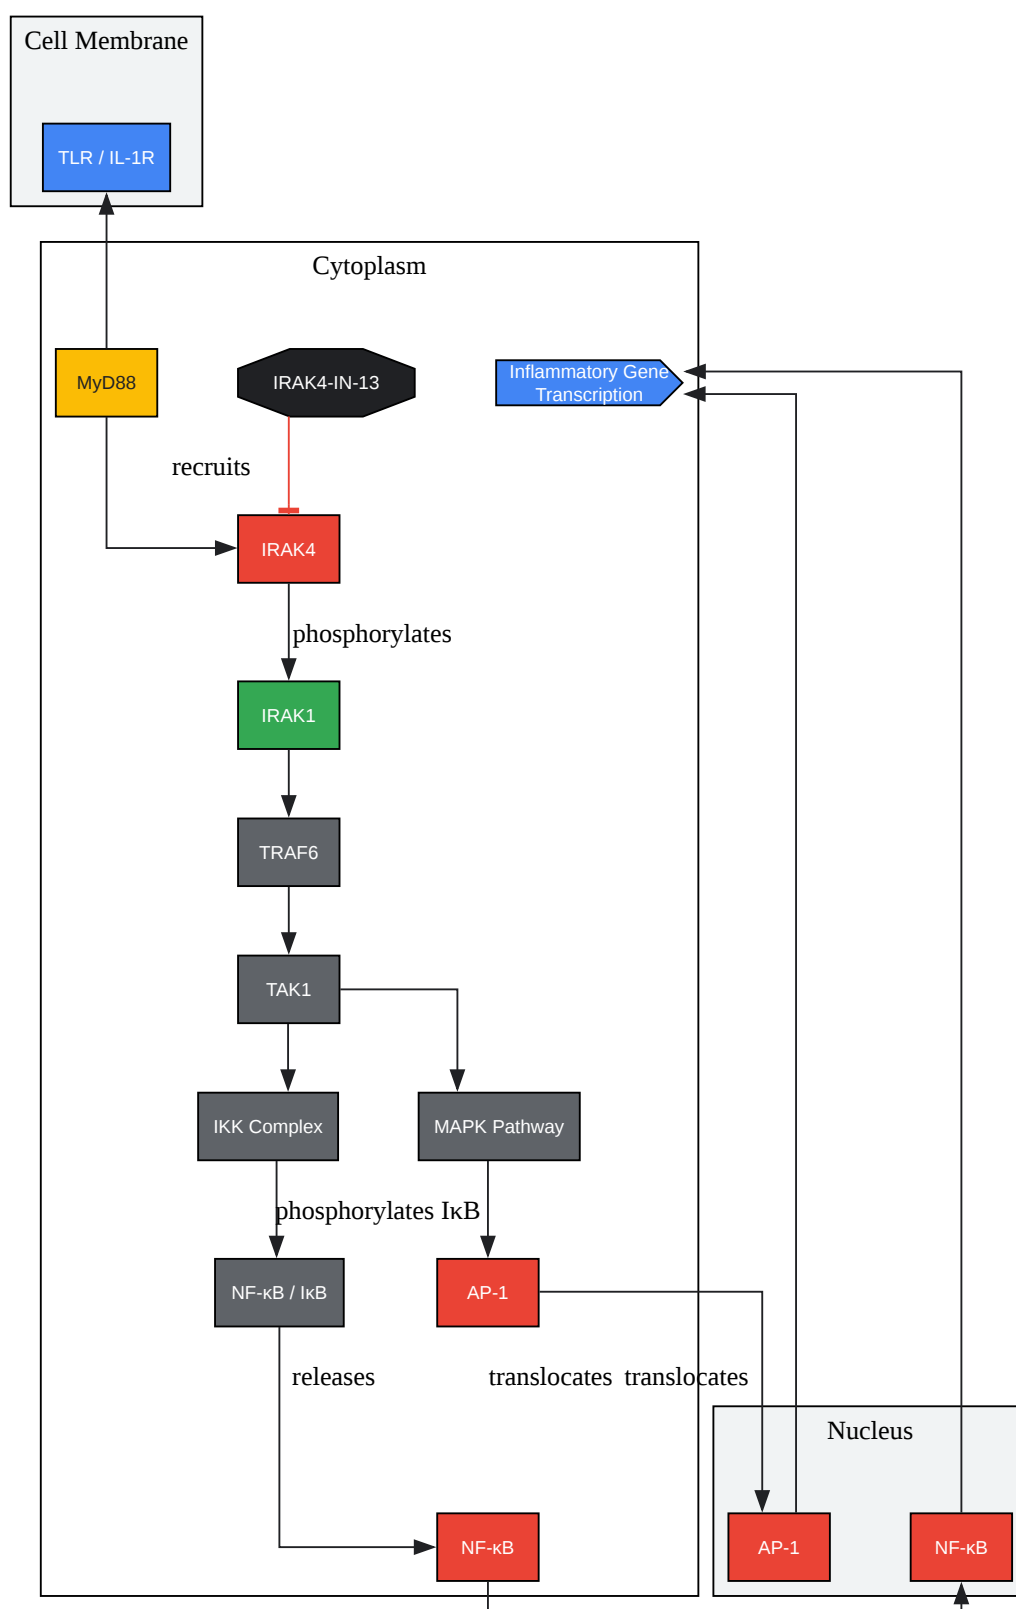 Cell Membrane
TLR / IL-1R
Cytoplasm
MyD88
IRAK4-IN-13
Inflammatory Gene
Transcription
recruits
IRAK4
phosphorylates
IRAK1
TRAF6
TAK1
IKK Complex
MAPK Pathway
phosphorylates IκB
NF-κB / IκB
AP-1
releases
translocates
translocates
Nucleus
NF-κB
AP-1
NF-κB